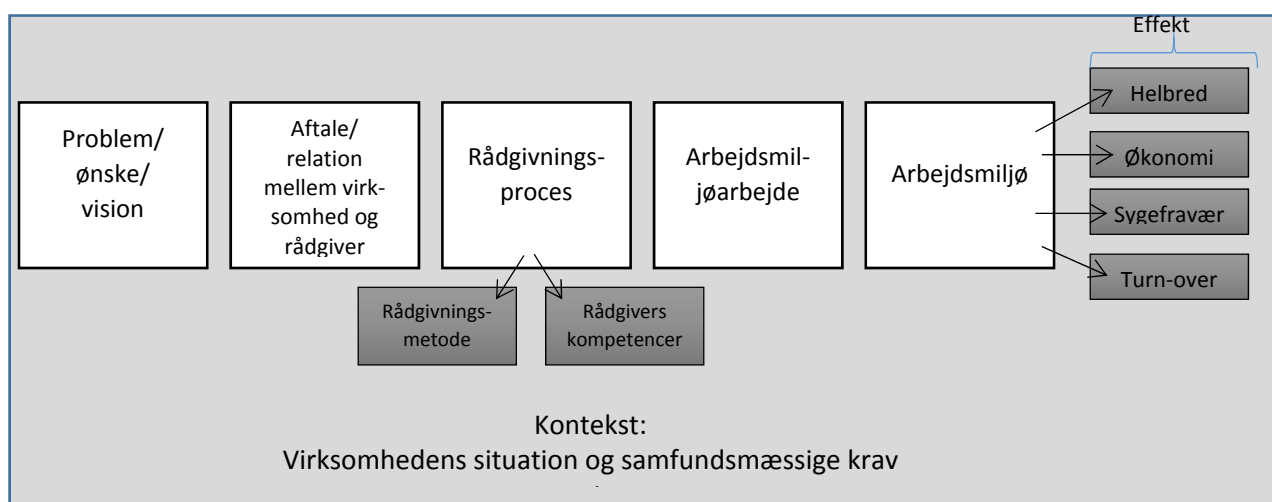 Effekt
Problem/
ønske/
vision
Aftale/
relation
mellem virk-
somhed og
rådgiver
Rådgivnings-
proces
Arbejdsmil-
jøarbejde
Arbejdsmiljø
Helbred
Økonomi
Sygefravær
Turn-over
Rådgivnings-
metode
Rådgivers
kompetencer
Kontekst:
Virksomhedens situation og samfundsmæssige krav